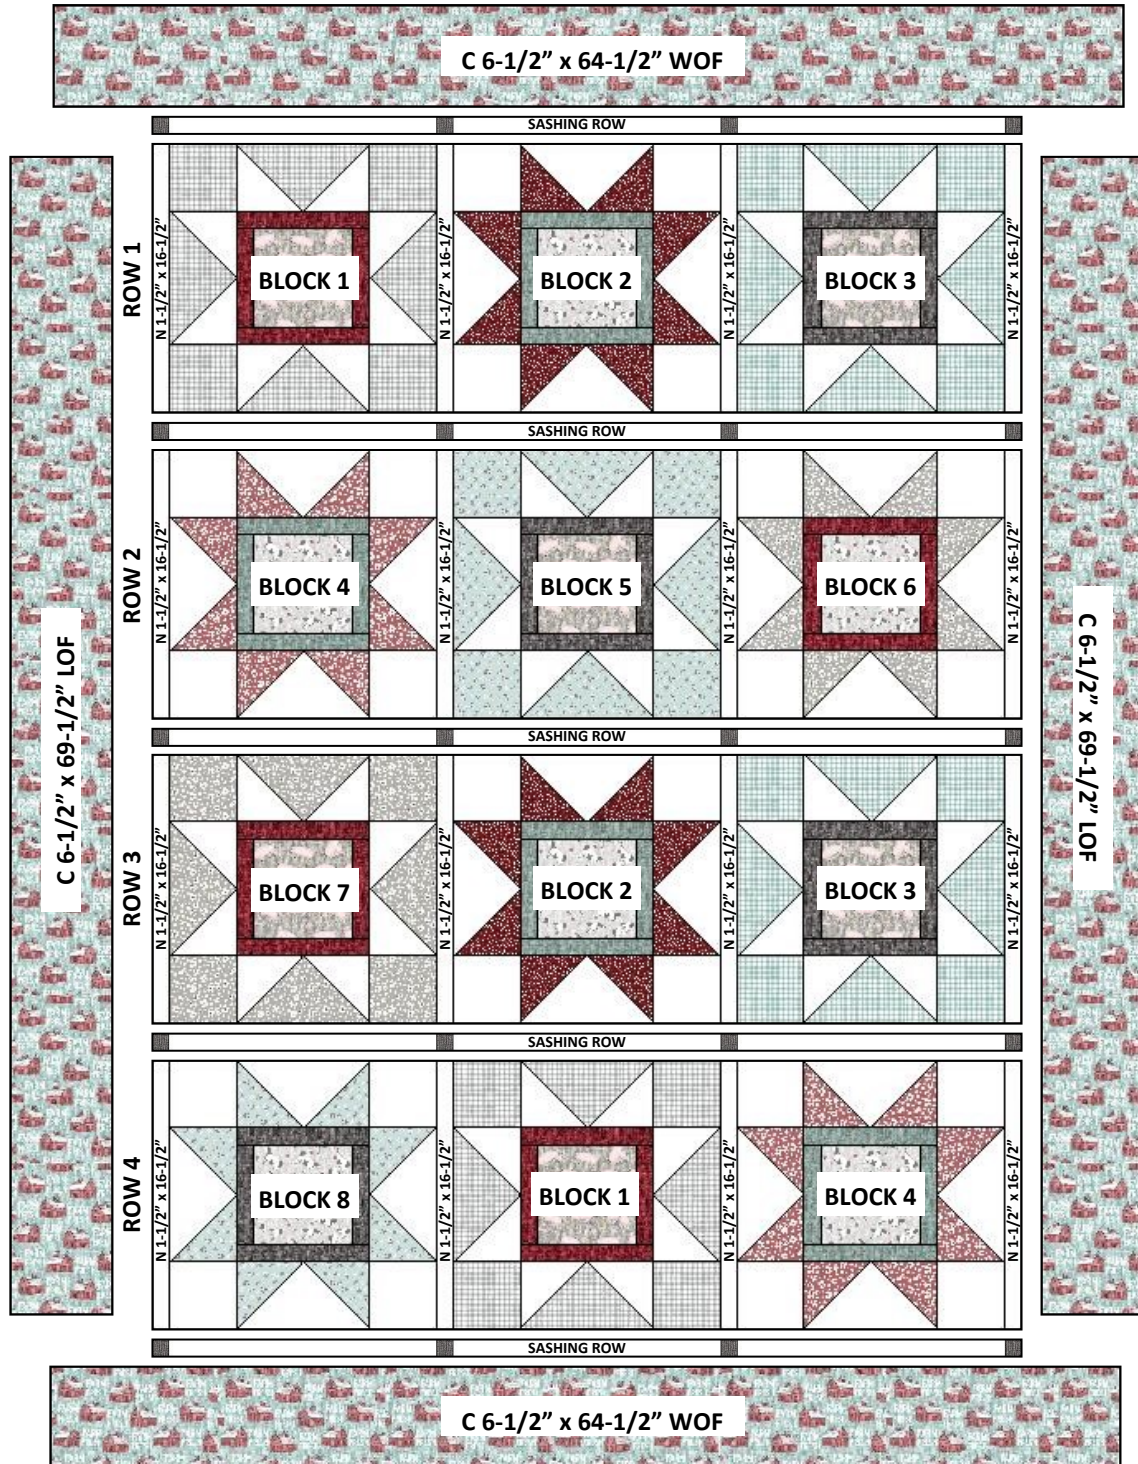 C 6-1/2” x 64-1/2” WOF
SASHING ROW
ROW 1
N 1-1/2” x 16-1/2”
BLOCK 1
N 1-1/2” x 16-1/2”
BLOCK 2
N 1-1/2” x 16-1/2”
BLOCK 3
N 1-1/2” x 16-1/2”
SASHING ROW
ROW 2
N 1-1/2” x 16-1/2”
BLOCK 4
N 1-1/2” x 16-1/2”
BLOCK 5
N 1-1/2” x 16-1/2”
BLOCK 6
N 1-1/2” x 16-1/2”
C 6-1/2” x 69-1/2” LOF
C 6-1/2” x 69-1/2” LOF
SASHING ROW
ROW 3
N 1-1/2” x 16-1/2”
BLOCK 7
N 1-1/2” x 16-1/2”
BLOCK 2
N 1-1/2” x 16-1/2”
BLOCK 3
N 1-1/2” x 16-1/2”
SASHING ROW
ROW 4
N 1-1/2” x 16-1/2”
BLOCK 8
N 1-1/2” x 16-1/2”
BLOCK 1
N 1-1/2” x 16-1/2”
BLOCK 4
N 1-1/2” x 16-1/2”
SASHING ROW
C 6-1/2” x 64-1/2” WOF